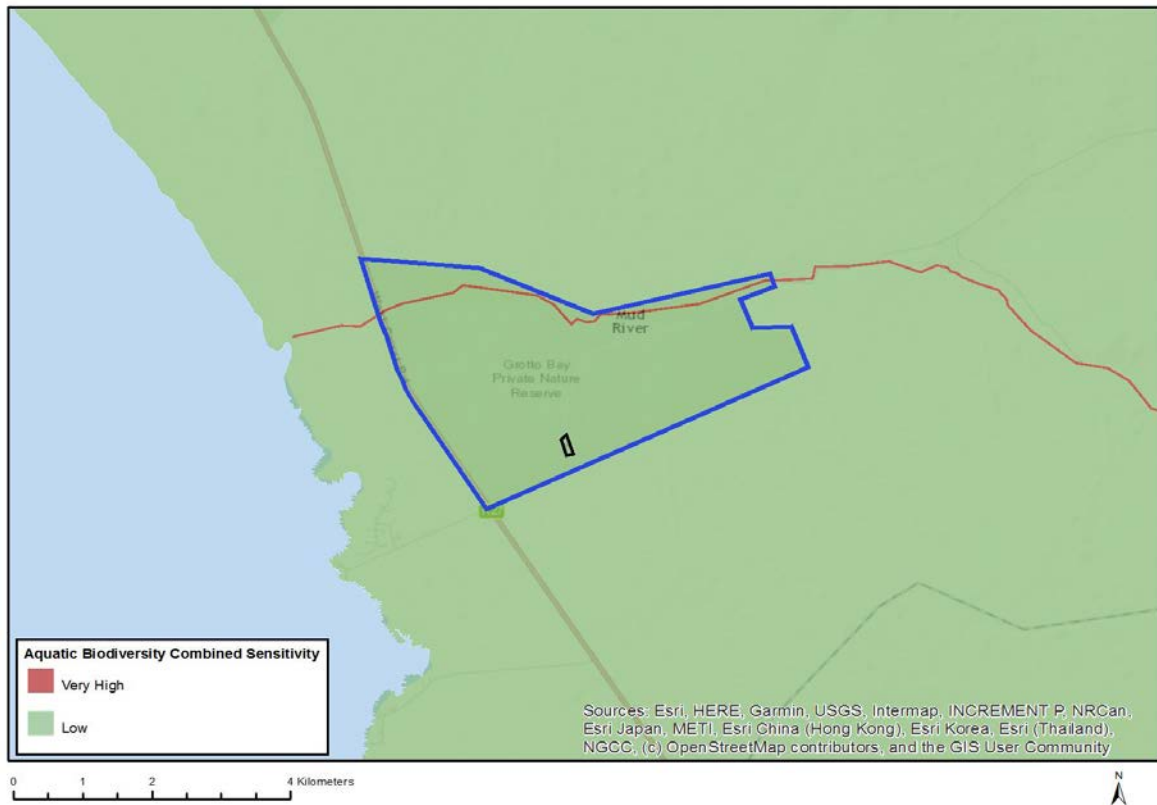 Mud
River
Grotto Bay
Private Nature
Reserve
Aquatic Biodiversity Combined Sensitivity
Very High
Low
Sources: Esri, HERE, Garmin, USGS, Intermap, INCREMENT P, NRCan,
Esri Japan, METI, Esri China (Hong Kong), Esri Korea, Esri (Thailand),
NGCC, (c) OpenStreetMap contributors, and the GIS User Community
0 1 2 4 Kilometers
N